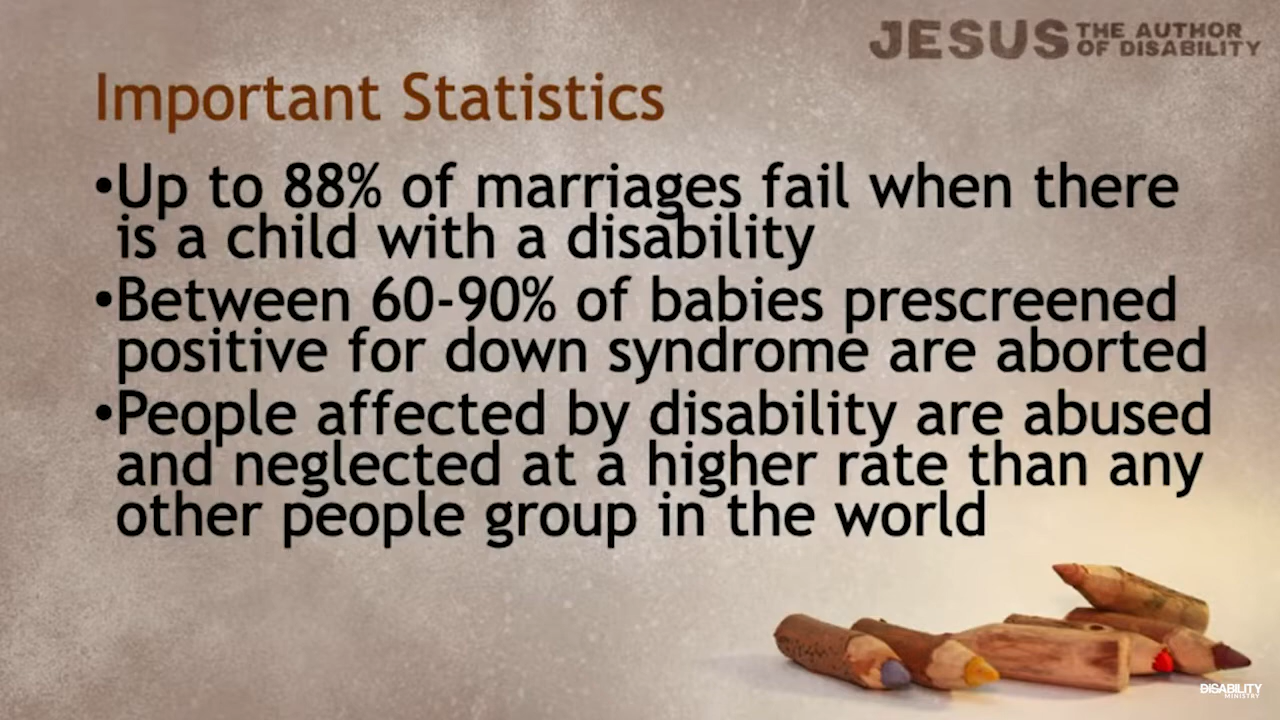 JESUS THE AUTHOR
OF DISABILITY
Important Statistics
•Up to 88% of marriages fail when there
is a child with a disability
•Between 60-90% of babies prescreened
positive for down syndrome are aborted
•People affected by disability are abused
and neglected at a higher rate than any
other people group in the world
DISABILITY
MINISTRY